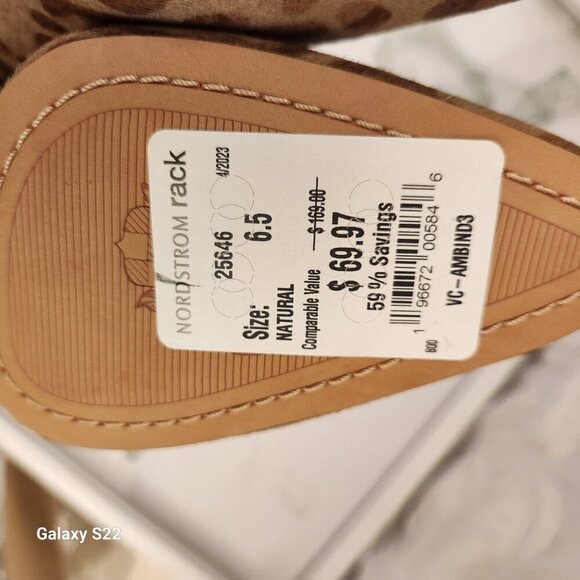 NORDSTROM rack
25646 4/2023
Size: 6.5
NATURAL
Comparable Value $169.00
$69.97
59% Savings
1 96672 00584 6
VC-AMBIND3
800
Galaxy S22